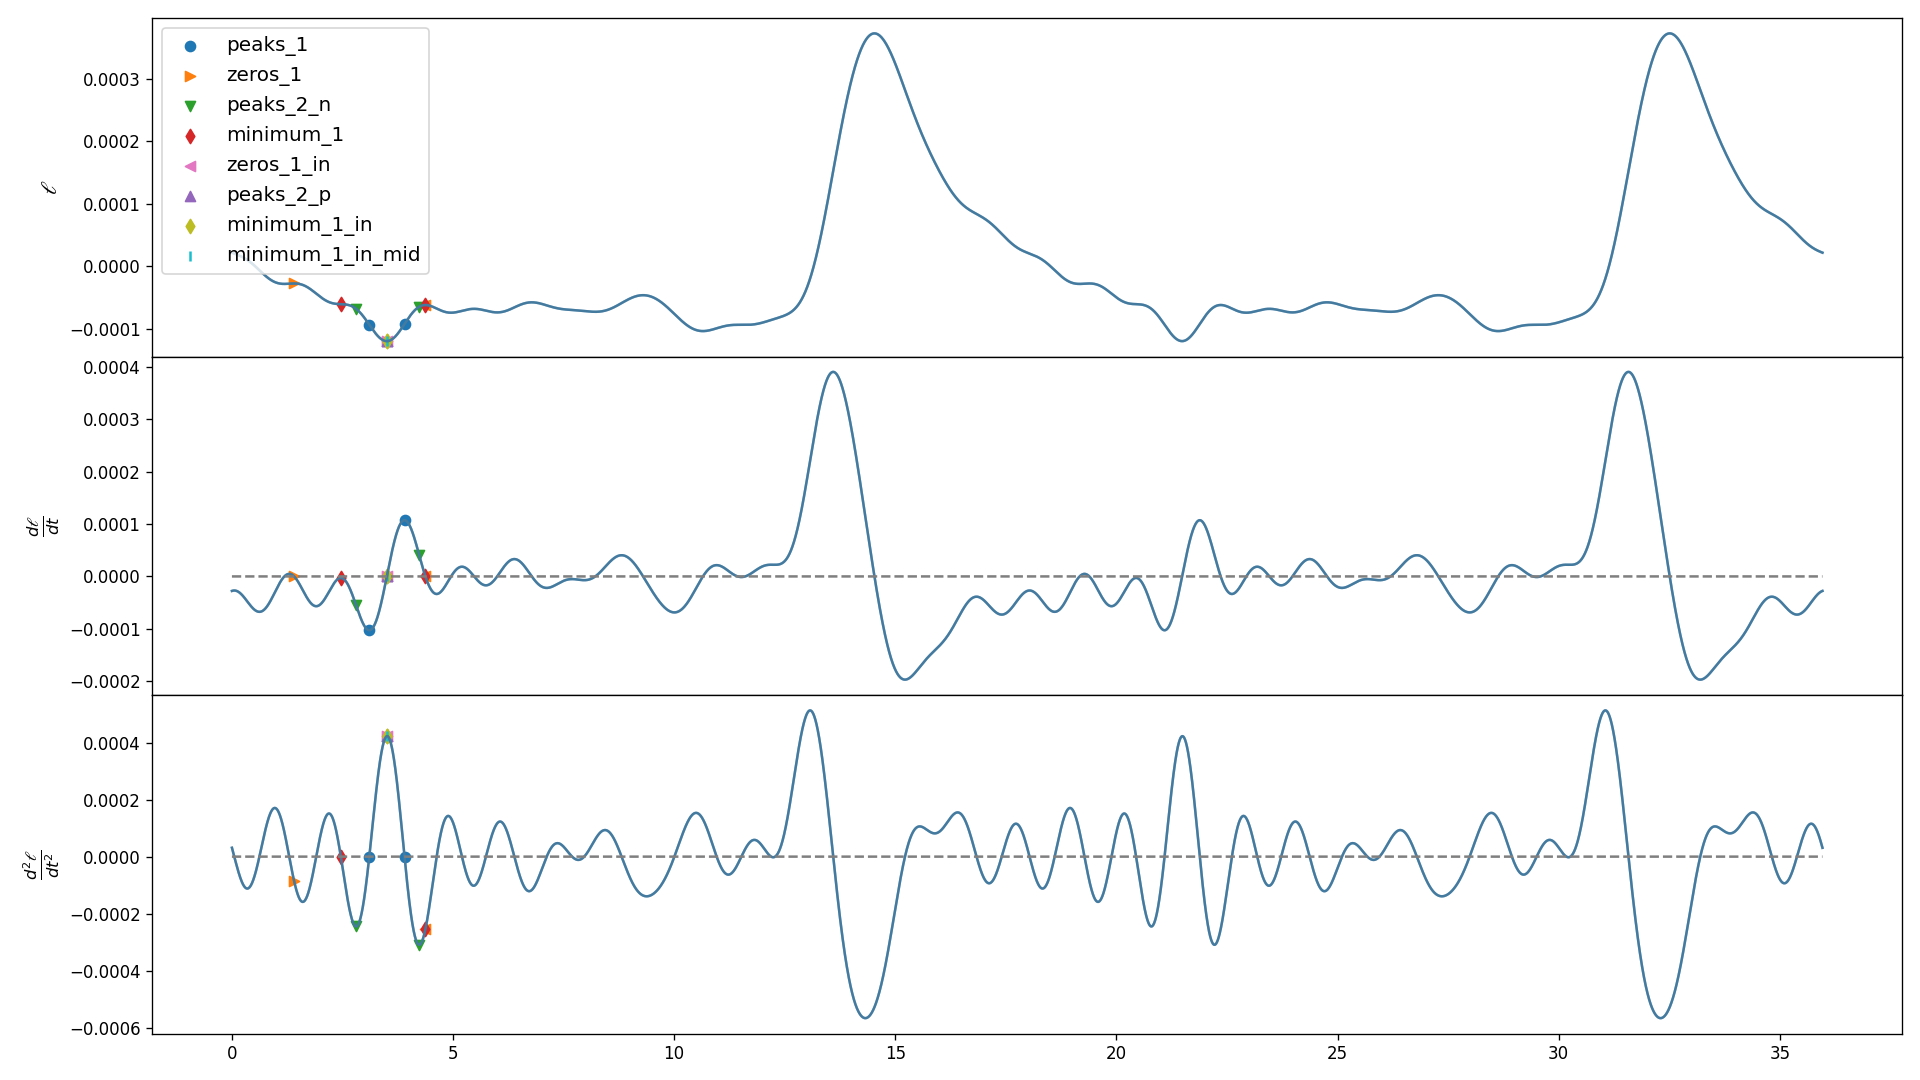 peaks_1
zeros_1
peaks_2_n
minimum_1
zeros_1_in
peaks_2_p
minimum_1_in
minimum_1_in_mid
0.0003
0.0002
0.0001
0.0000
−0.0001
ℓ
0.0004
0.0003
0.0002
0.0001
0.0000
−0.0001
−0.0002
dℓ
dt
0.0004
0.0002
0.0000
−0.0002
−0.0004
−0.0006
d²ℓ
dt²
0 5 10 15 20 25 30 35